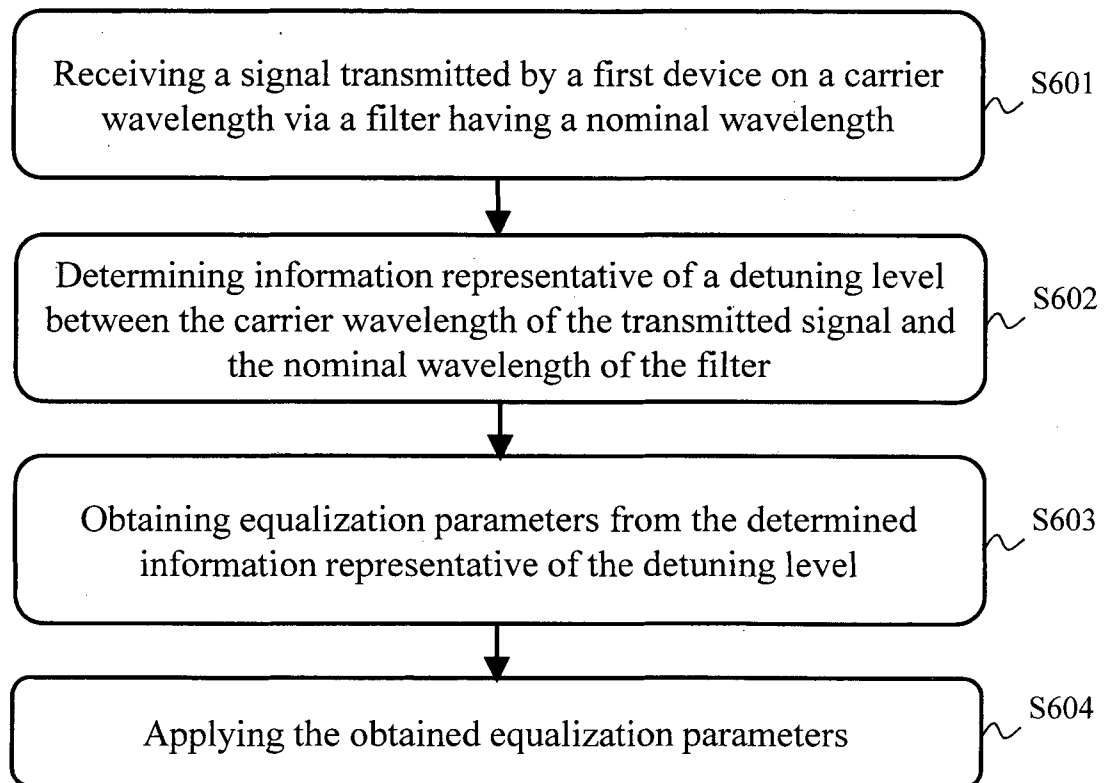 Receiving a signal transmitted by a first device on a carrier
wavelength via a filter having a nominal wavelength
S601
Determining information representative of a detuning level
between the carrier wavelength of the transmitted signal and
the nominal wavelength of the filter
S602
Obtaining equalization parameters from the determined
information representative of the detuning level
S603
Applying the obtained equalization parameters
S604